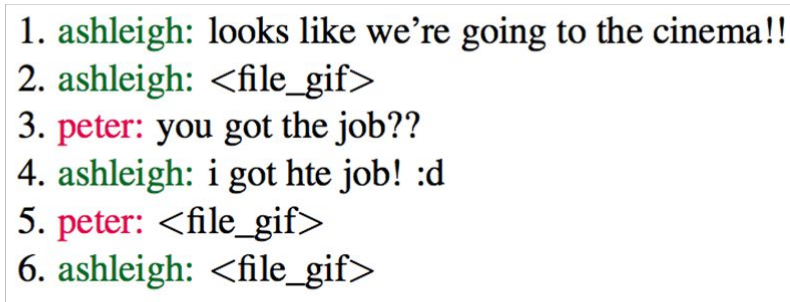 1. ashleigh: looks like we’re going to the cinema!!
2. ashleigh: <file_gif>
3. peter: you got the job??
4. ashleigh: i got hte job! :d
5. peter: <file_gif>
6. ashleigh: <file_gif>